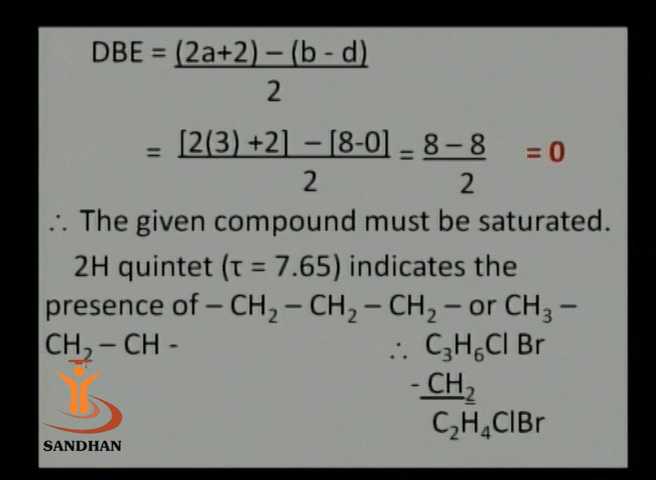 DBE = (2a+2) – (b - d)
2
= [2(3) +2] – [8-0] = 8 – 8 = 0
2 2
∴ The given compound must be saturated.
2H quintet (τ = 7.65) indicates the
presence of – CH₂ – CH₂ – CH₂ – or CH₃ –
CH₂ – CH - ∴ C₃H₆Cl Br
- CH₂
C₂H₄ClBr
SANDHAN